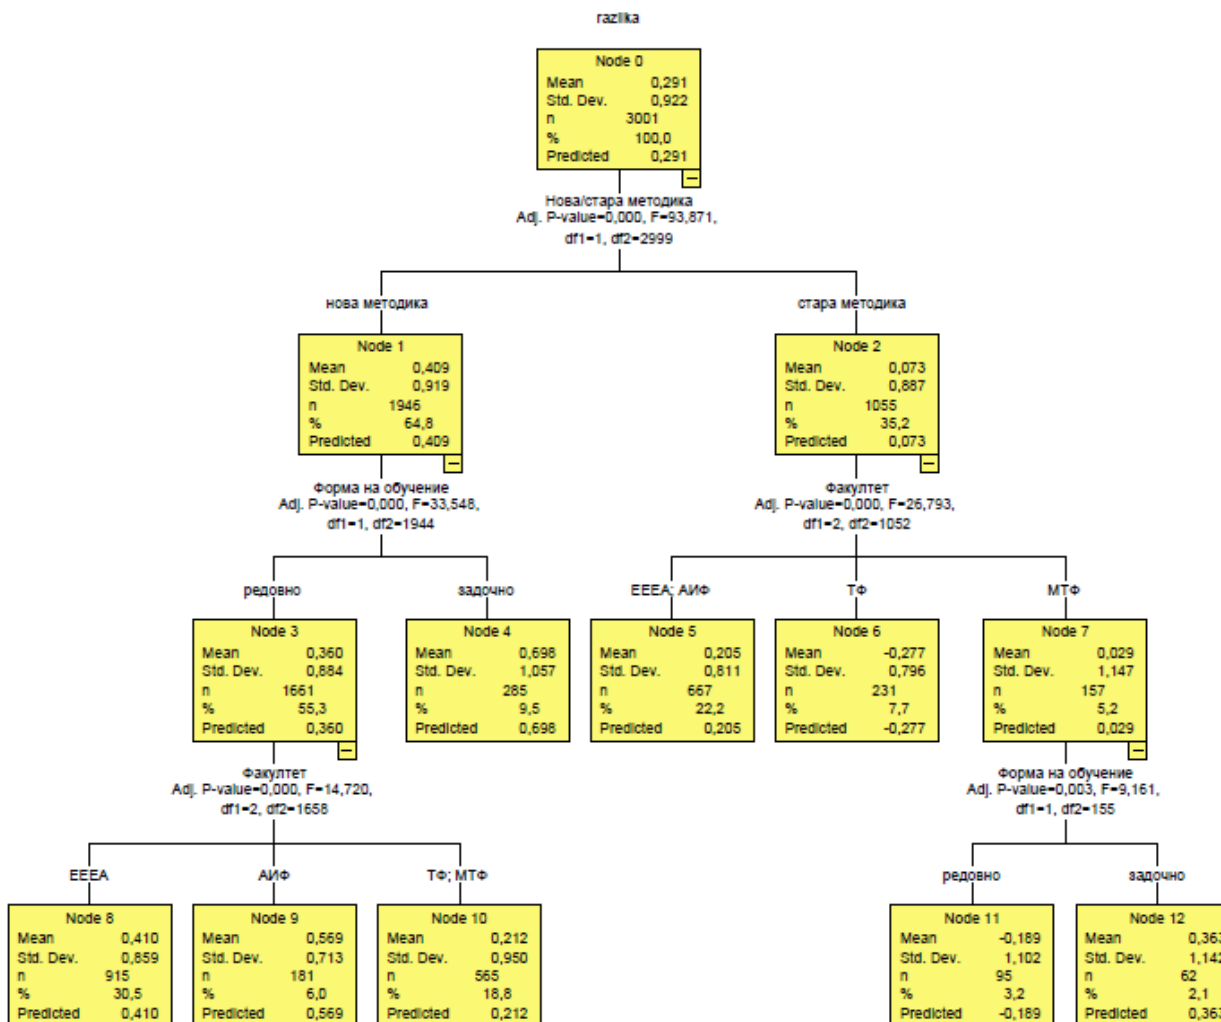 razlika
Node 0
Mean 0,291
Std. Dev. 0,922
n 3001
% 100,0
Predicted 0,291
Нова/стара методика
Adj. P-value=0,000, F=93,871,
df1=1, df2=2999
нова методика
стара методика
Node 1
Mean 0,409
Std. Dev. 0,919
n 1946
% 64,8
Predicted 0,409
Node 2
Mean 0,073
Std. Dev. 0,887
n 1055
% 35,2
Predicted 0,073
Форма на обучение
Adj. P-value=0,000, F=33,548,
df1=1, df2=1944
Факултет
Adj. P-value=0,000, F=26,793,
df1=2, df2=1052
редовно
задочно
ЕЕЕА; АИФ
ТФ
МТФ
Node 3
Mean 0,360
Std. Dev. 0,884
n 1661
% 55,3
Predicted 0,360
Node 4
Mean 0,698
Std. Dev. 1,057
n 285
% 9,5
Predicted 0,698
Node 5
Mean 0,205
Std. Dev. 0,811
n 667
% 22,2
Predicted 0,205
Node 6
Mean -0,277
Std. Dev. 0,796
n 231
% 7,7
Predicted -0,277
Node 7
Mean 0,029
Std. Dev. 1,147
n 157
% 5,2
Predicted 0,029
Факултет
Adj. P-value=0,000, F=14,720,
df1=2, df2=1658
Форма на обучение
Adj. P-value=0,003, F=9,161,
df1=1, df2=155
ЕЕЕА
АИФ
ТФ; МТФ
редовно
задочно
Node 8
Mean 0,410
Std. Dev. 0,859
n 915
% 30,5
Predicted 0,410
Node 9
Mean 0,569
Std. Dev. 0,713
n 181
% 6,0
Predicted 0,569
Node 10
Mean 0,212
Std. Dev. 0,950
n 565
% 18,8
Predicted 0,212
Node 11
Mean -0,189
Std. Dev. 1,102
n 95
% 3,2
Predicted -0,189
Node 12
Mean 0,363
Std. Dev. 1,142
n 62
% 2,1
Predicted 0,363